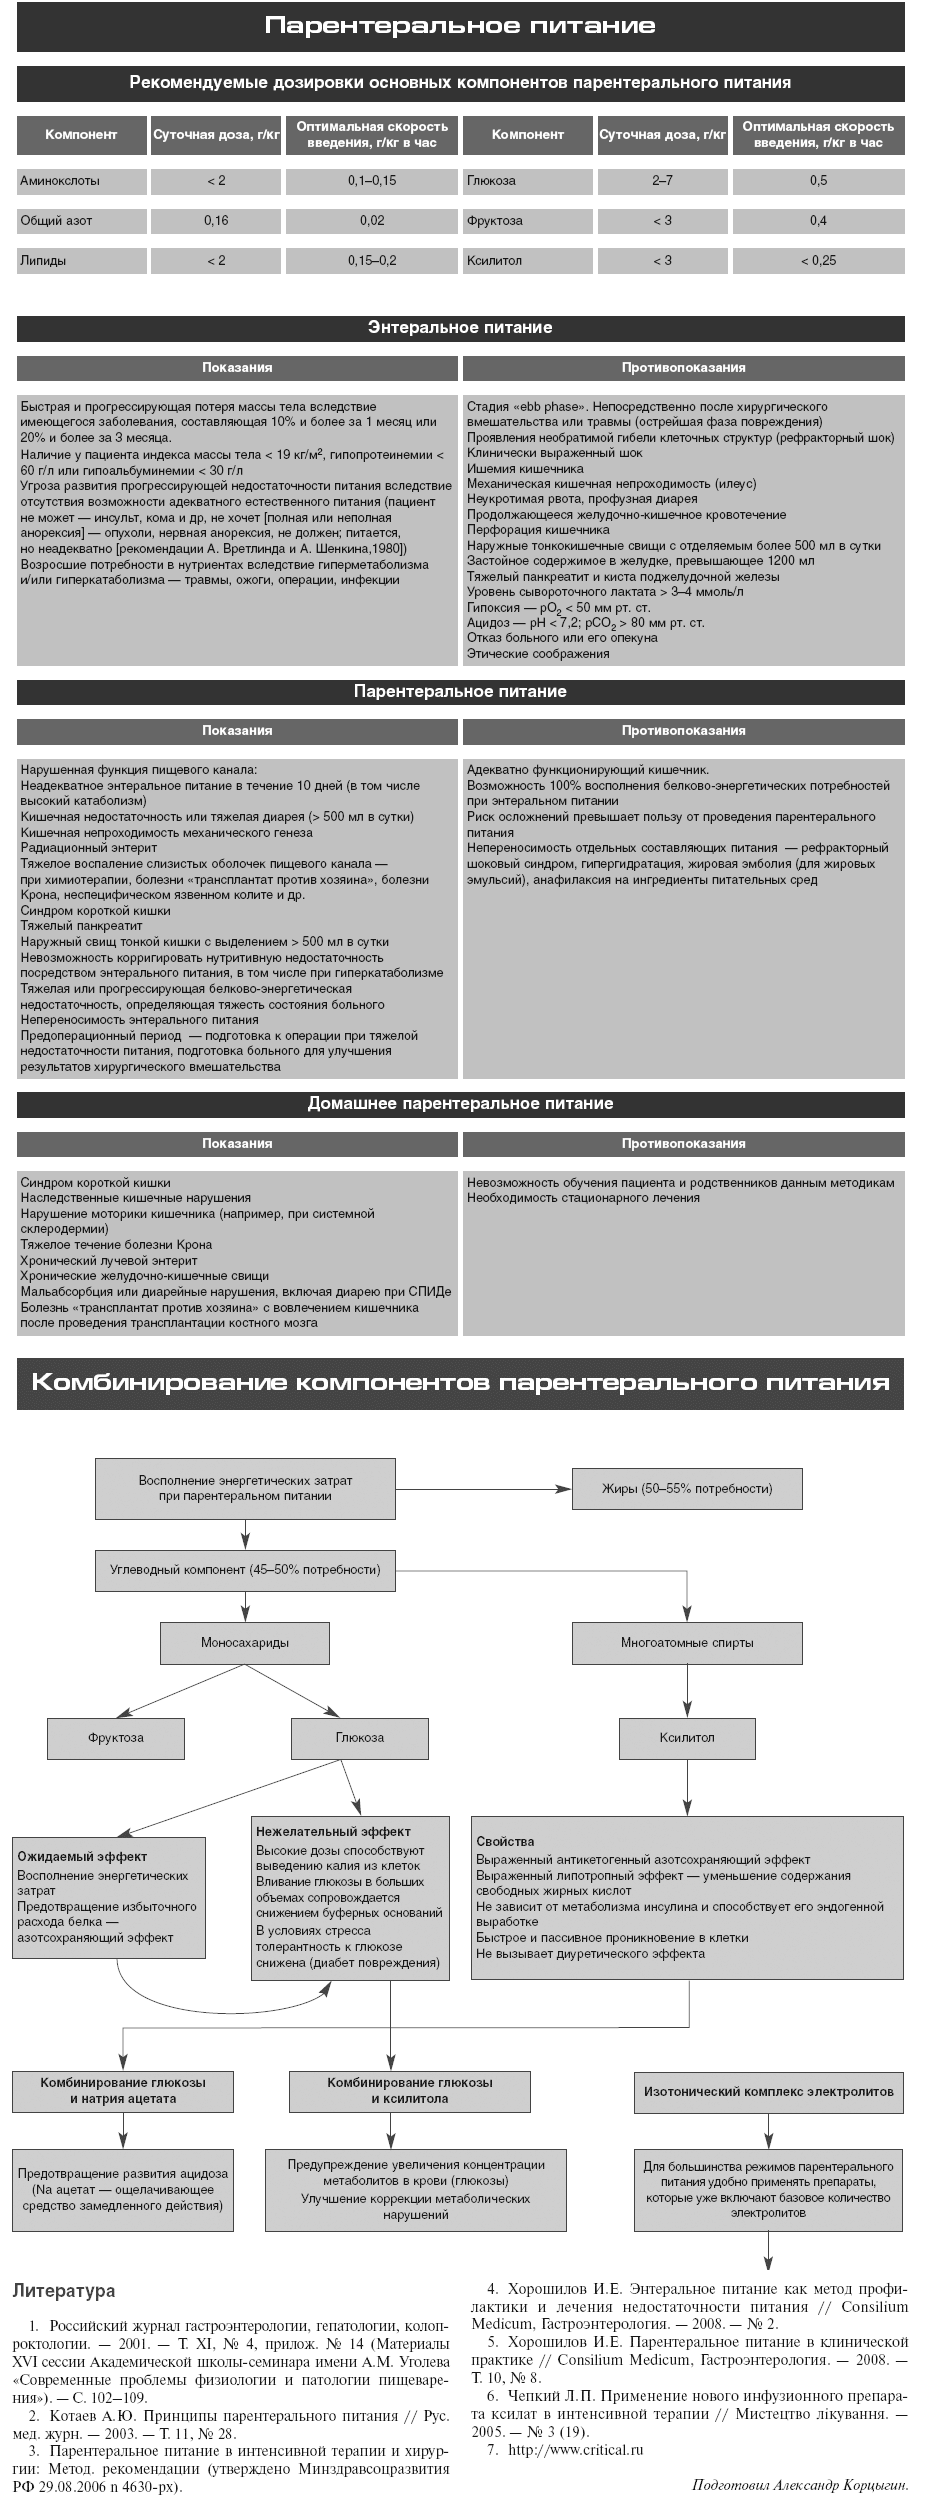 Парентеральное питание
Рекомендуемые дозировки основных компонентов парентерального питания
Компонент Суточная доза, г/кг Оптимальная скорость введения, г/кг в час Компонент Суточная доза, г/кг Оптимальная скорость введения, г/кг в час
Аминокслоты < 2 0,1–0,15 Глюкоза 2–7 0,5
Общий азот 0,16 0,02 Фруктоза < 3 0,4
Липиды < 2 0,15–0,2 Ксилитол < 3 < 0,25
Энтеральное питание
Показания
Быстрая и прогрессирующая потеря массы тела вследствие
имеющегося заболевания, составляющая 10% и более за 1 месяц или
20% и более за 3 месяца.
Наличие у пациента индекса массы тела < 19 кг/м², гипопротеинемии <
60 г/л или гипоальбуминемии < 30 г/л
Угроза развития прогрессирующей недостаточности питания вследствие
отсутствия возможности адекватного естественного питания (пациент
не может — инсульт, кома и др, не хочет [полная или неполная
анорексия] — опухоли, нервная анорексия, не должен; питается,
но неадекватно [рекомендации А. Вретлинда и А. Шенкина,1980])
Возросшие потребности в нутриентах вследствие гиперметаболизма
и/или гиперкатаболизма — травмы, ожоги, операции, инфекции
Противопоказания
Стадия «ebb phase». Непосредственно после хирургического
вмешательства или травмы (острейшая фаза повреждения)
Проявления необратимой гибели клеточных структур (рефракторный шок)
Клинически выраженный шок
Ишемия кишечника
Механическая кишечная непроходимость (илеус)
Неукротимая рвота, профузная диарея
Продолжающееся желудочно-кишечное кровотечение
Перфорация кишечника
Наружные тонкокишечные свищи с отделяемым более 500 мл в сутки
Застойное содержимое в желудке, превышающее 1200 мл
Тяжелый панкреатит и киста поджелудочной железы
Уровень сывороточного лактата > 3–4 ммоль/л
Гипоксия — pO₂ < 50 мм рт. ст.
Ацидоз — pH < 7,2; pCO₂ > 80 мм рт. ст.
Отказ больного или его опекуна
Этические соображения
Парентеральное питание
Показания
Нарушенная функция пищевого канала:
Неадекватное энтеральное питание в течение 10 дней (в том числе
высокий катаболизм)
Кишечная недостаточность или тяжелая диарея (> 500 мл в сутки)
Кишечная непроходимость механического генеза
Радиационный энтерит
Тяжелое воспаление слизистых оболочек пищевого канала —
при химиотерапии, болезни «трансплантат против хозяина», болезни
Крона, неспецифическом язвенном колите и др.
Синдром короткой кишки
Тяжелый панкреатит
Наружный свищ тонкой кишки с выделением > 500 мл в сутки
Невозможность корригировать нутритивную недостаточность
посредством энтерального питания, в том числе при гиперкатаболизме
Тяжелая или прогрессирующая белково-энергетическая
недостаточность, определяющая тяжесть состояния больного
Непереносимость энтерального питания
Предоперационный период — подготовка к операции при тяжелой
недостаточности питания, подготовка больного для улучшения
результатов хирургического вмешательства
Противопоказания
Адекватно функционирующий кишечник.
Возможность 100% восполнения белково-энергетических потребностей
при энтеральном питании
Риск осложнений превышает пользу от проведения парентерального
питания
Непереносимость отдельных составляющих питания — рефракторный
шоковый синдром, гипергидратация, жировая эмболия (для жировых
эмульсий), анафилаксия на ингредиенты питательных сред
Домашнее парентеральное питание
Показания
Синдром короткой кишки
Наследственные кишечные нарушения
Нарушение моторики кишечника (например, при системной
склеродермии)
Тяжелое течение болезни Крона
Хронический лучевой энтерит
Хронические желудочно-кишечные свищи
Мальабсорбция или диарейные нарушения, включая диарею при СПИДе
Болезнь «трансплантат против хозяина» с вовлечением кишечника
после проведения трансплантации костного мозга
Противопоказания
Невозможность обучения пациента и родственников данным методикам
Необходимость стационарного лечения
Комбинирование компонентов парентерального питания
Восполнение энергетических затрат
при парентеральном питании
Жиры (50–55% потребности)
Углеводный компонент (45–50% потребности)
Моносахариды
Многоатомные спирты
Фруктоза
Глюкоза
Ксилитол
Ожидаемый эффект
Восполнение энергетических
затрат
Предотвращение избыточного
расхода белка —
азотсохраняющий эффект
Нежелательный эффект
Высокие дозы способствуют
выведению калия из клеток
Вливание глюкозы в больших
объемах сопровождается
снижением буферных оснований
В условиях стресса
толерантность к глюкозе
снижена (диабет повреждения)
Свойства
Выраженный антикетогенный азотсохраняющий эффект
Выраженный липотропный эффект — уменьшение содержания
свободных жирных кислот
Не зависит от метаболизма инсулина и способствует его эндогенной
выработке
Быстрое и пассивное проникновение в клетки
Не вызывает диуретического эффекта
Комбинирование глюкозы
и натрия ацетата
Комбинирование глюкозы
и ксилитола
Изотонический комплекс электролитов
Предотвращение развития ацидоза
(Na ацетат — ощелачивающее
средство замедленного действия)
Предупреждение увеличения концентрации
метаболитов в крови (глюкозы)
Улучшение коррекции метаболических
нарушений
Для большинства режимов парентерального
питания удобно применять препараты,
которые уже включают базовое количество
электролитов
Литература
1. Российский журнал гастроэнтерологии, гепатологии, колоп-
роктологии. — 2001. — Т. XI, № 4, прилож. № 14 (Материалы
XVI сессии Академической школы-семинара имени А.М. Уголева
«Современные проблемы физиологии и патологии пищеваре-
ния»). — С. 102–109.
2. Котаев А.Ю. Принципы парентерального питания // Рус.
мед. журн. — 2003. — Т. 11, № 28.
3. Парентеральное питание в интенсивной терапии и хирур-
гии: Метод. рекомендации (утверждено Минздравсоцразвития
РФ 29.08.2006 n 4630-рх).
4. Хорошилов И.Е. Энтеральное питание как метод профи-
лактики и лечения недостаточности питания // Consilium
Medicum, Гастроэнтерология. — 2008. — № 2.
5. Хорошилов И.Е. Парентеральное питание в клинической
практике // Consilium Medicum, Гастроэнтерология. — 2008. —
Т. 10, № 8.
6. Чепкий Л.П. Применение нового инфузионного препара-
та ксилат в интенсивной терапии // Мистецтво лікування. —
2005. — № 3 (19).
7. http://www.critical.ru
Подготовил Александр Корцыгин.